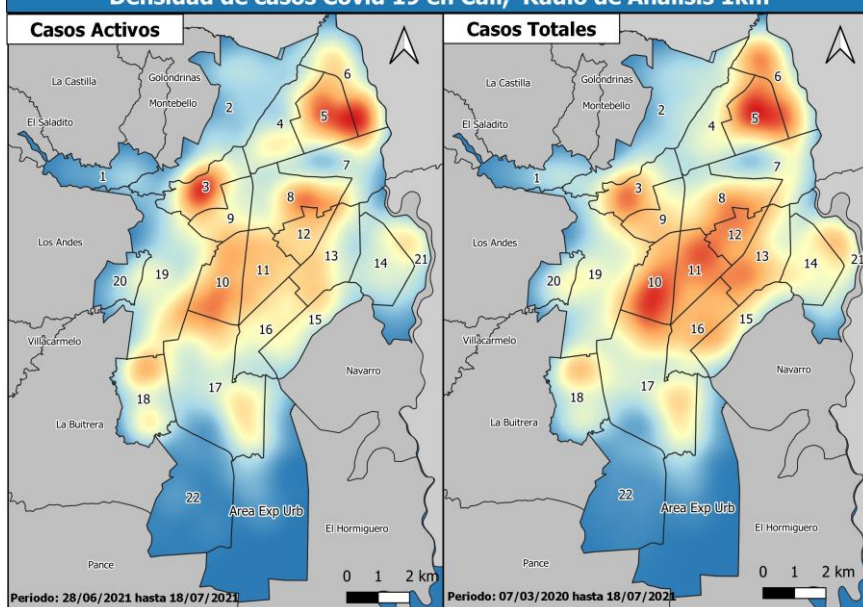 Densidad de casos Covid 19 en Cali, Radio de Análisis 1km
Casos Activos
La Castilla
Golondrinas
Montebello
El Saladito
Los Andes
Villacarmelo
La Buitrera
Pance
Navarro
El Hormiguero
1
2
3
4
5
6
7
8
9
10
11
12
13
14
15
16
17
18
19
20
21
22
Area Exp Urb
0 1 2 km
Periodo: 28/06/2021 hasta 18/07/2021
Casos Totales
La Castilla
Golondrinas
Montebello
El Saladito
Los Andes
Villacarmelo
La Buitrera
Pance
Navarro
El Hormiguero
1
2
3
4
5
6
7
8
9
10
11
12
13
14
15
16
17
18
19
20
21
22
Area Exp Urb
0 1 2 km
Periodo: 07/03/2020 hasta 18/07/2021